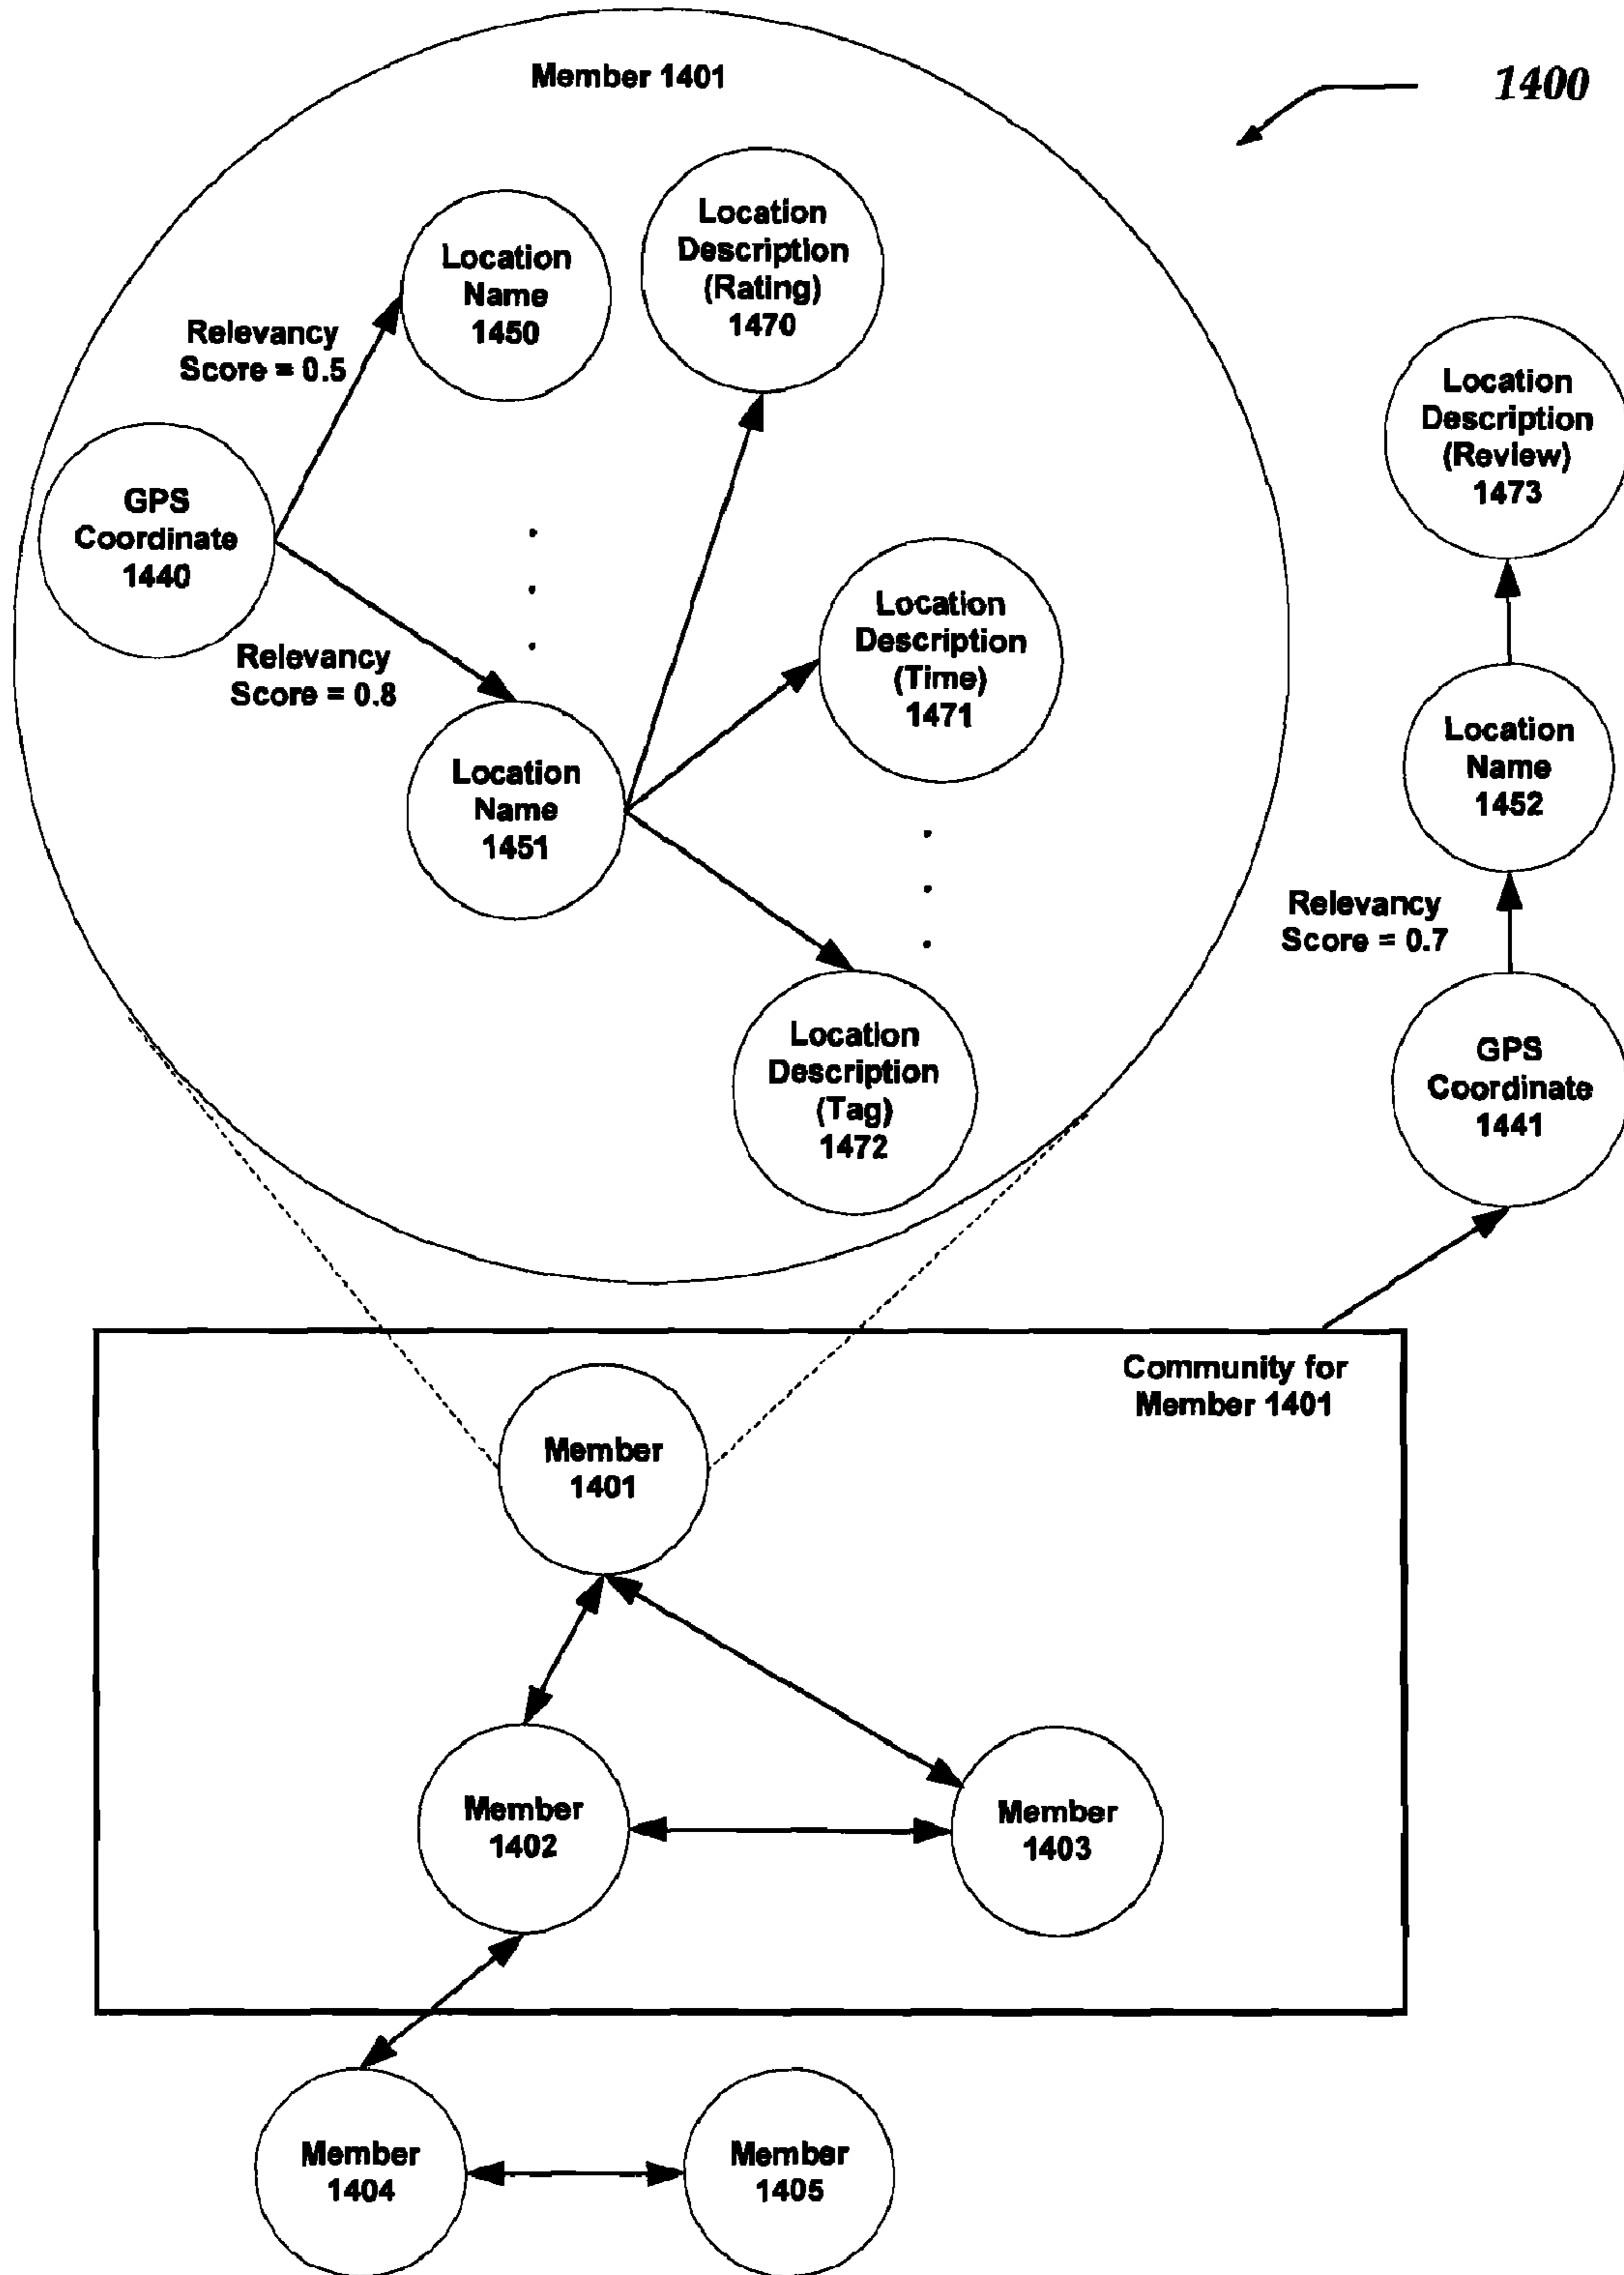 Member 1401
1400
Location
Name
1450
Location
Description
(Rating)
1470
Relevancy
Score = 0.5
GPS
Coordinate
1440
Relevancy
Score = 0.8
Location
Name
1451
Location
Description
(Time)
1471
Location
Description
(Tag)
1472
Location
Description
(Review)
1473
Location
Name
1452
Relevancy
Score = 0.7
GPS
Coordinate
1441
Community for
Member 1401
Member
1401
Member
1402
Member
1403
Member
1404
Member
1405